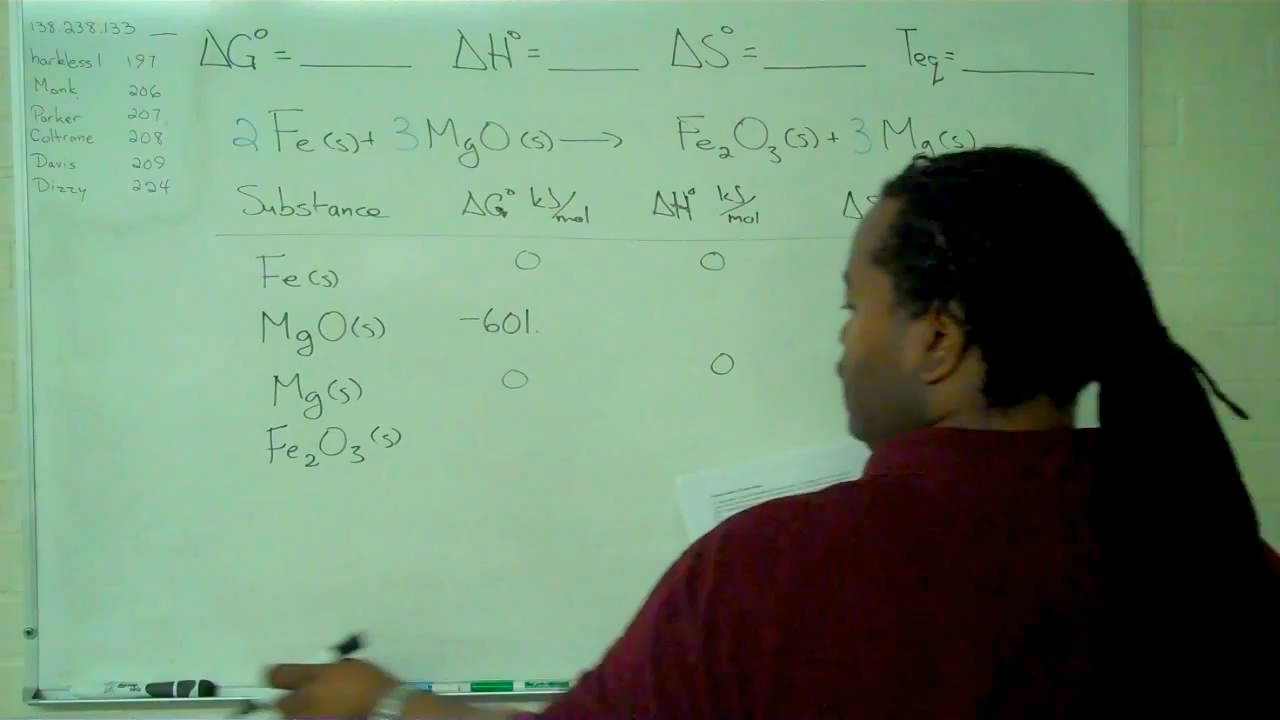 138.238.133 __
harkless1 197
Monk 206
Parker 207
Coltrane 208
Davis 209
Dizzy 224
ΔG° = ______ ΔH° = ______ ΔS° = ______ Teq = ______
2 Fe(s) + 3 MgO(s) ⟶ Fe₂O₃(s) + 3 Mg(s)
Substance ΔG° kJ/mol ΔH° kJ/mol ΔS
Fe(s) 0 0
MgO(s) -601.
Mg(s) 0 0
Fe₂O₃(s)